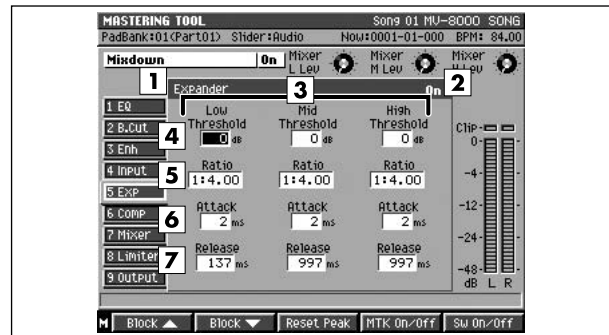 MASTERING TOOL Song 01 MV-8000 SONG
PadBank:01(Part01) Slider:Audio Now:0001-01-000 BPM: 84.00
Mixdown On Mixer L Lev Mixer M Lev Mixer
1 Expander 3 On 2
1 EQ
2 B.Cut
3 Enh
4 Input
5 Exp
6 Comp
7 Mixer
8 Limiter
9 Output
Low Mid High
4 Threshold Threshold Threshold
0 dB 0 dB 0 dB
5 Ratio Ratio Ratio
1:4.00 1:4.00 1:4.00
6 Attack Attack Attack
2 ms 2 ms 2 ms
7 Release Release Release
137 ms 997 ms 997 ms
Clip-
0-
-4-
-12-
-24-
-48-
dB L R
M Block ▲ Block ▼ Reset Peak MTK On/Off SW On/Off